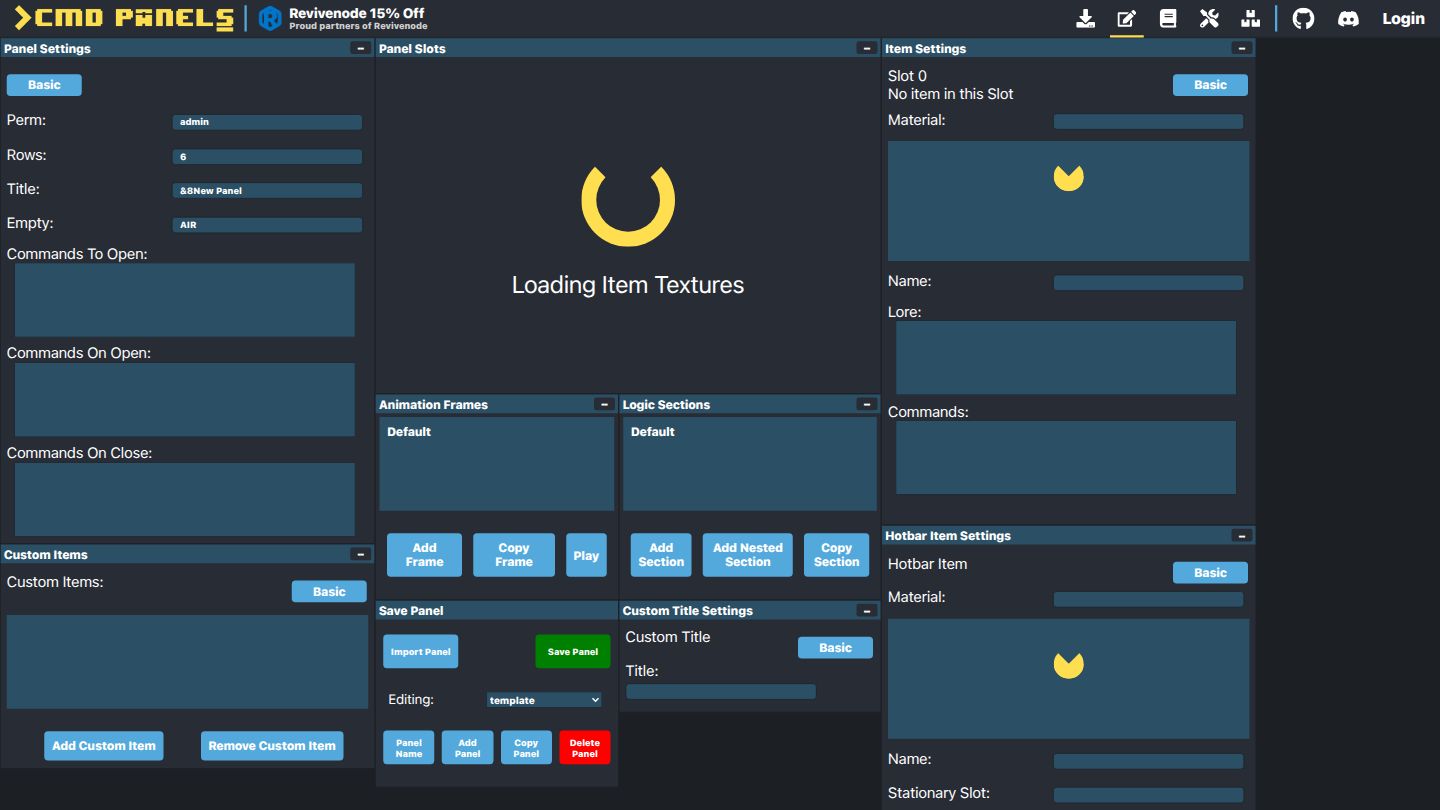 CMD PANELS
Revivenode 15% Off
Proud partners of Revivenode
Login
Panel Settings
Basic
Perm:
admin
Rows:
6
Title:
&8New Panel
Empty:
AIR
Commands To Open:
Commands On Open:
Commands On Close:
Custom Items
Custom Items:
Basic
Add Custom Item
Remove Custom Item
Panel Slots
Loading Item Textures
Animation Frames
Default
Add
Frame
Copy
Frame
Play
Logic Sections
Default
Add
Section
Add Nested
Section
Copy
Section
Save Panel
Import Panel
Save Panel
Editing:
template
Panel
Name
Add
Panel
Copy
Panel
Delete
Panel
Custom Title Settings
Custom Title
Basic
Title:
Item Settings
Slot 0
No item in this Slot
Basic
Material:
Name:
Lore:
Commands:
Hotbar Item Settings
Hotbar Item
Basic
Material:
Name:
Stationary Slot: